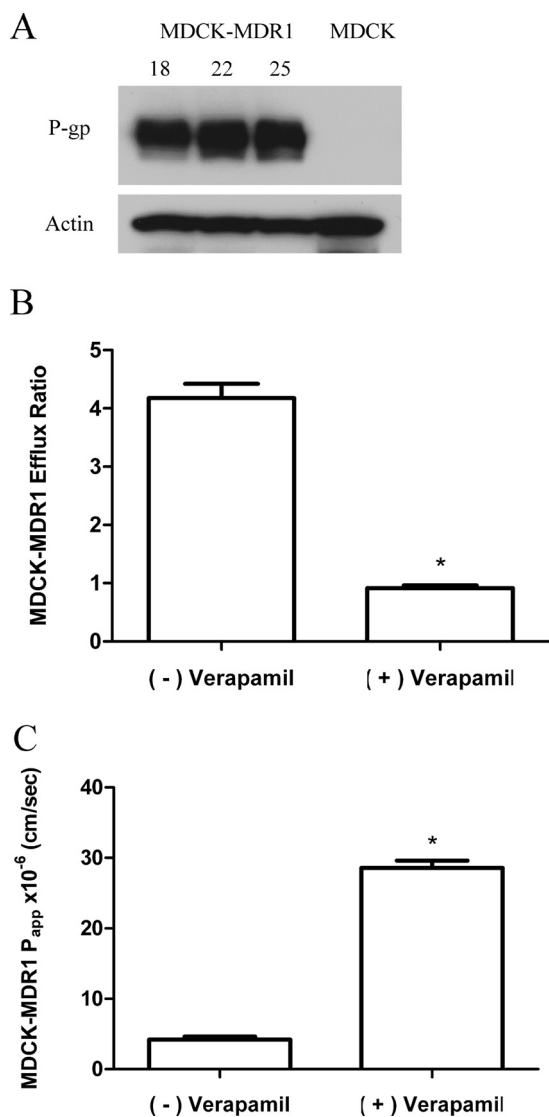 A
MDCK-MDR1 MDCK
18 22 25
P-gp
Actin
B
MDCK-MDR1 Efflux Ratio
5
4
3
2
1
0
*
( - ) Verapamil ( + ) Verapamil
C
MDCK-MDR1 Papp x10-6 (cm/sec)
40
30
20
10
0
*
( - ) Verapamil ( + ) Verapamil